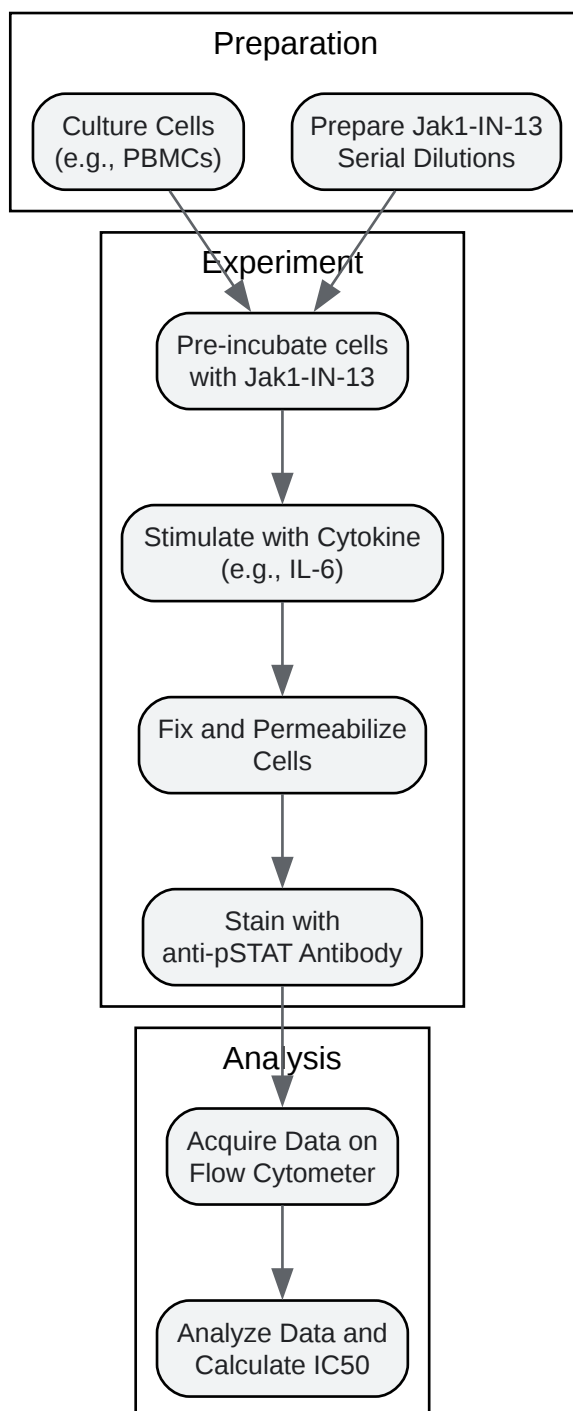 Preparation
Culture Cells
(e.g., PBMCs)
Prepare Jak1-IN-13
Serial Dilutions
Experiment
Pre-incubate cells
with Jak1-IN-13
Stimulate with Cytokine
(e.g., IL-6)
Fix and Permeabilize
Cells
Stain with
anti-pSTAT Antibody
Analysis
Acquire Data on
Flow Cytometer
Analyze Data and
Calculate IC50